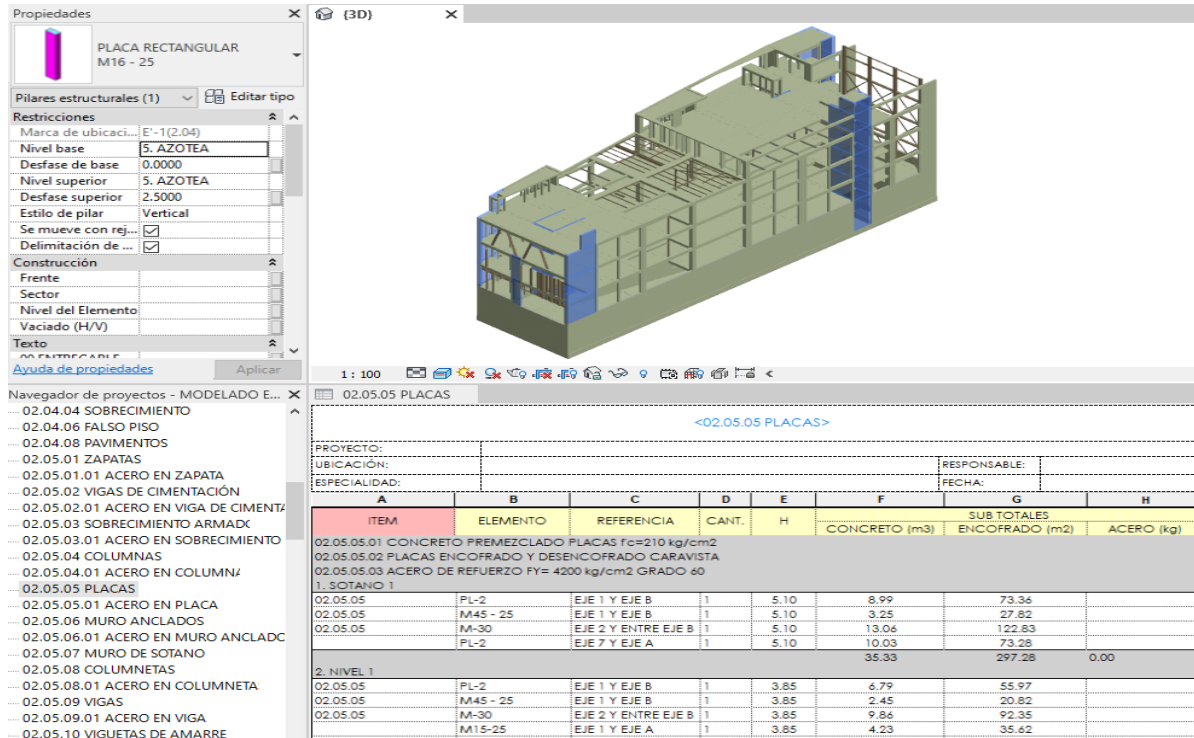 Propiedades
{3D}
PLACA RECTANGULAR
M16 - 25
Pilares estructurales (1)
Editar tipo
Restricciones
Marca de ubicaci... E'-1(2.04)
Nivel base 5. AZOTEA
Desfase de base 0.0000
Nivel superior 5. AZOTEA
Desfase superior 2.5000
Estilo de pilar Vertical
Se mueve con rej...
Delimitación de ...
Construcción
Frente
Sector
Nivel del Elemento
Vaciado (H/V)
Texto
Ayuda de propiedades
Aplicar
1 : 100
Navegador de proyectos - MODELADO E...
02.04.04 SOBRECIMIENTO
02.04.06 FALSO PISO
02.04.08 PAVIMENTOS
02.05.01 ZAPATAS
02.05.01.01 ACERO EN ZAPATA
02.05.02 VIGAS DE CIMENTACIÓN
02.05.02.01 ACERO EN VIGA DE CIMENTA
02.05.03 SOBRECIMIENTO ARMADO
02.05.03.01 ACERO EN SOBRECIMIENTO
02.05.04 COLUMNAS
02.05.04.01 ACERO EN COLUMNA
02.05.05 PLACAS
02.05.05.01 ACERO EN PLACA
02.05.06 MURO ANCLADOS
02.05.06.01 ACERO EN MURO ANCLADO
02.05.07 MURO DE SOTANO
02.05.08 COLUMNETAS
02.05.08.01 ACERO EN COLUMNETA
02.05.09 VIGAS
02.05.09.01 ACERO EN VIGA
02.05.10 VIGUETAS DE AMARRE
02.05.05 PLACAS
<02.05.05 PLACAS>
PROYECTO:
UBICACIÓN: RESPONSABLE:
ESPECIALIDAD: FECHA:
A B C D E F G H
ITEM ELEMENTO REFERENCIA CANT. H SUB TOTALES
CONCRETO (m3) ENCOFRADO (m2) ACERO (kg)
02.05.05.01 CONCRETO PREMEZCLADO PLACAS f'c=210 kg/cm2
02.05.05.02 PLACAS ENCOFRADO Y DESENCOFRADO CARAVISTA
02.05.05.03 ACERO DE REFUERZO FY= 4200 kg/cm2 GRADO 60
1. SOTANO 1
02.05.05 PL-2 EJE 1 Y EJE B 1 5.10 8.99 73.36
02.05.05 M45 - 25 EJE 1 Y EJE B 1 5.10 3.25 27.82
02.05.05 M-30 EJE 2 Y ENTRE EJE B 1 5.10 13.06 122.83
PL-2 EJE 7 Y EJE A 1 5.10 10.03 73.28
35.33 297.28 0.00
2. NIVEL 1
02.05.05 PL-2 EJE 1 Y EJE B 1 3.85 6.79 55.97
02.05.05 M45 - 25 EJE 1 Y EJE B 1 3.85 2.45 20.82
02.05.05 M-30 EJE 2 Y ENTRE EJE B 1 3.85 9.86 92.35
M15-25 EJE 1 Y EJE A 1 3.85 4.23 35.62